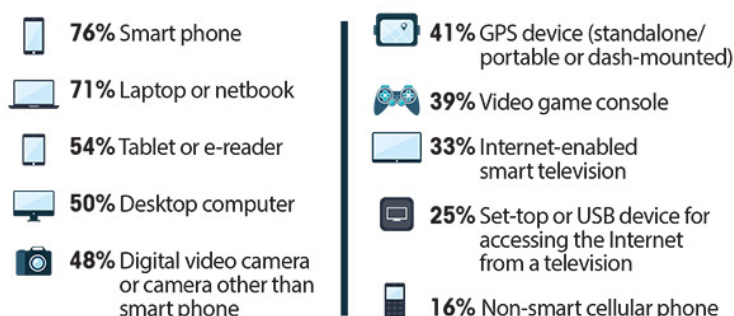 76% Smart phone
71% Laptop or netbook
54% Tablet or e-reader
50% Desktop computer
48% Digital video camera
or camera other than
smart phone
41% GPS device (standalone/
portable or dash-mounted)
39% Video game console
33% Internet-enabled
smart television
25% Set-top or USB device for
accessing the Internet
from a television
16% Non-smart cellular phone